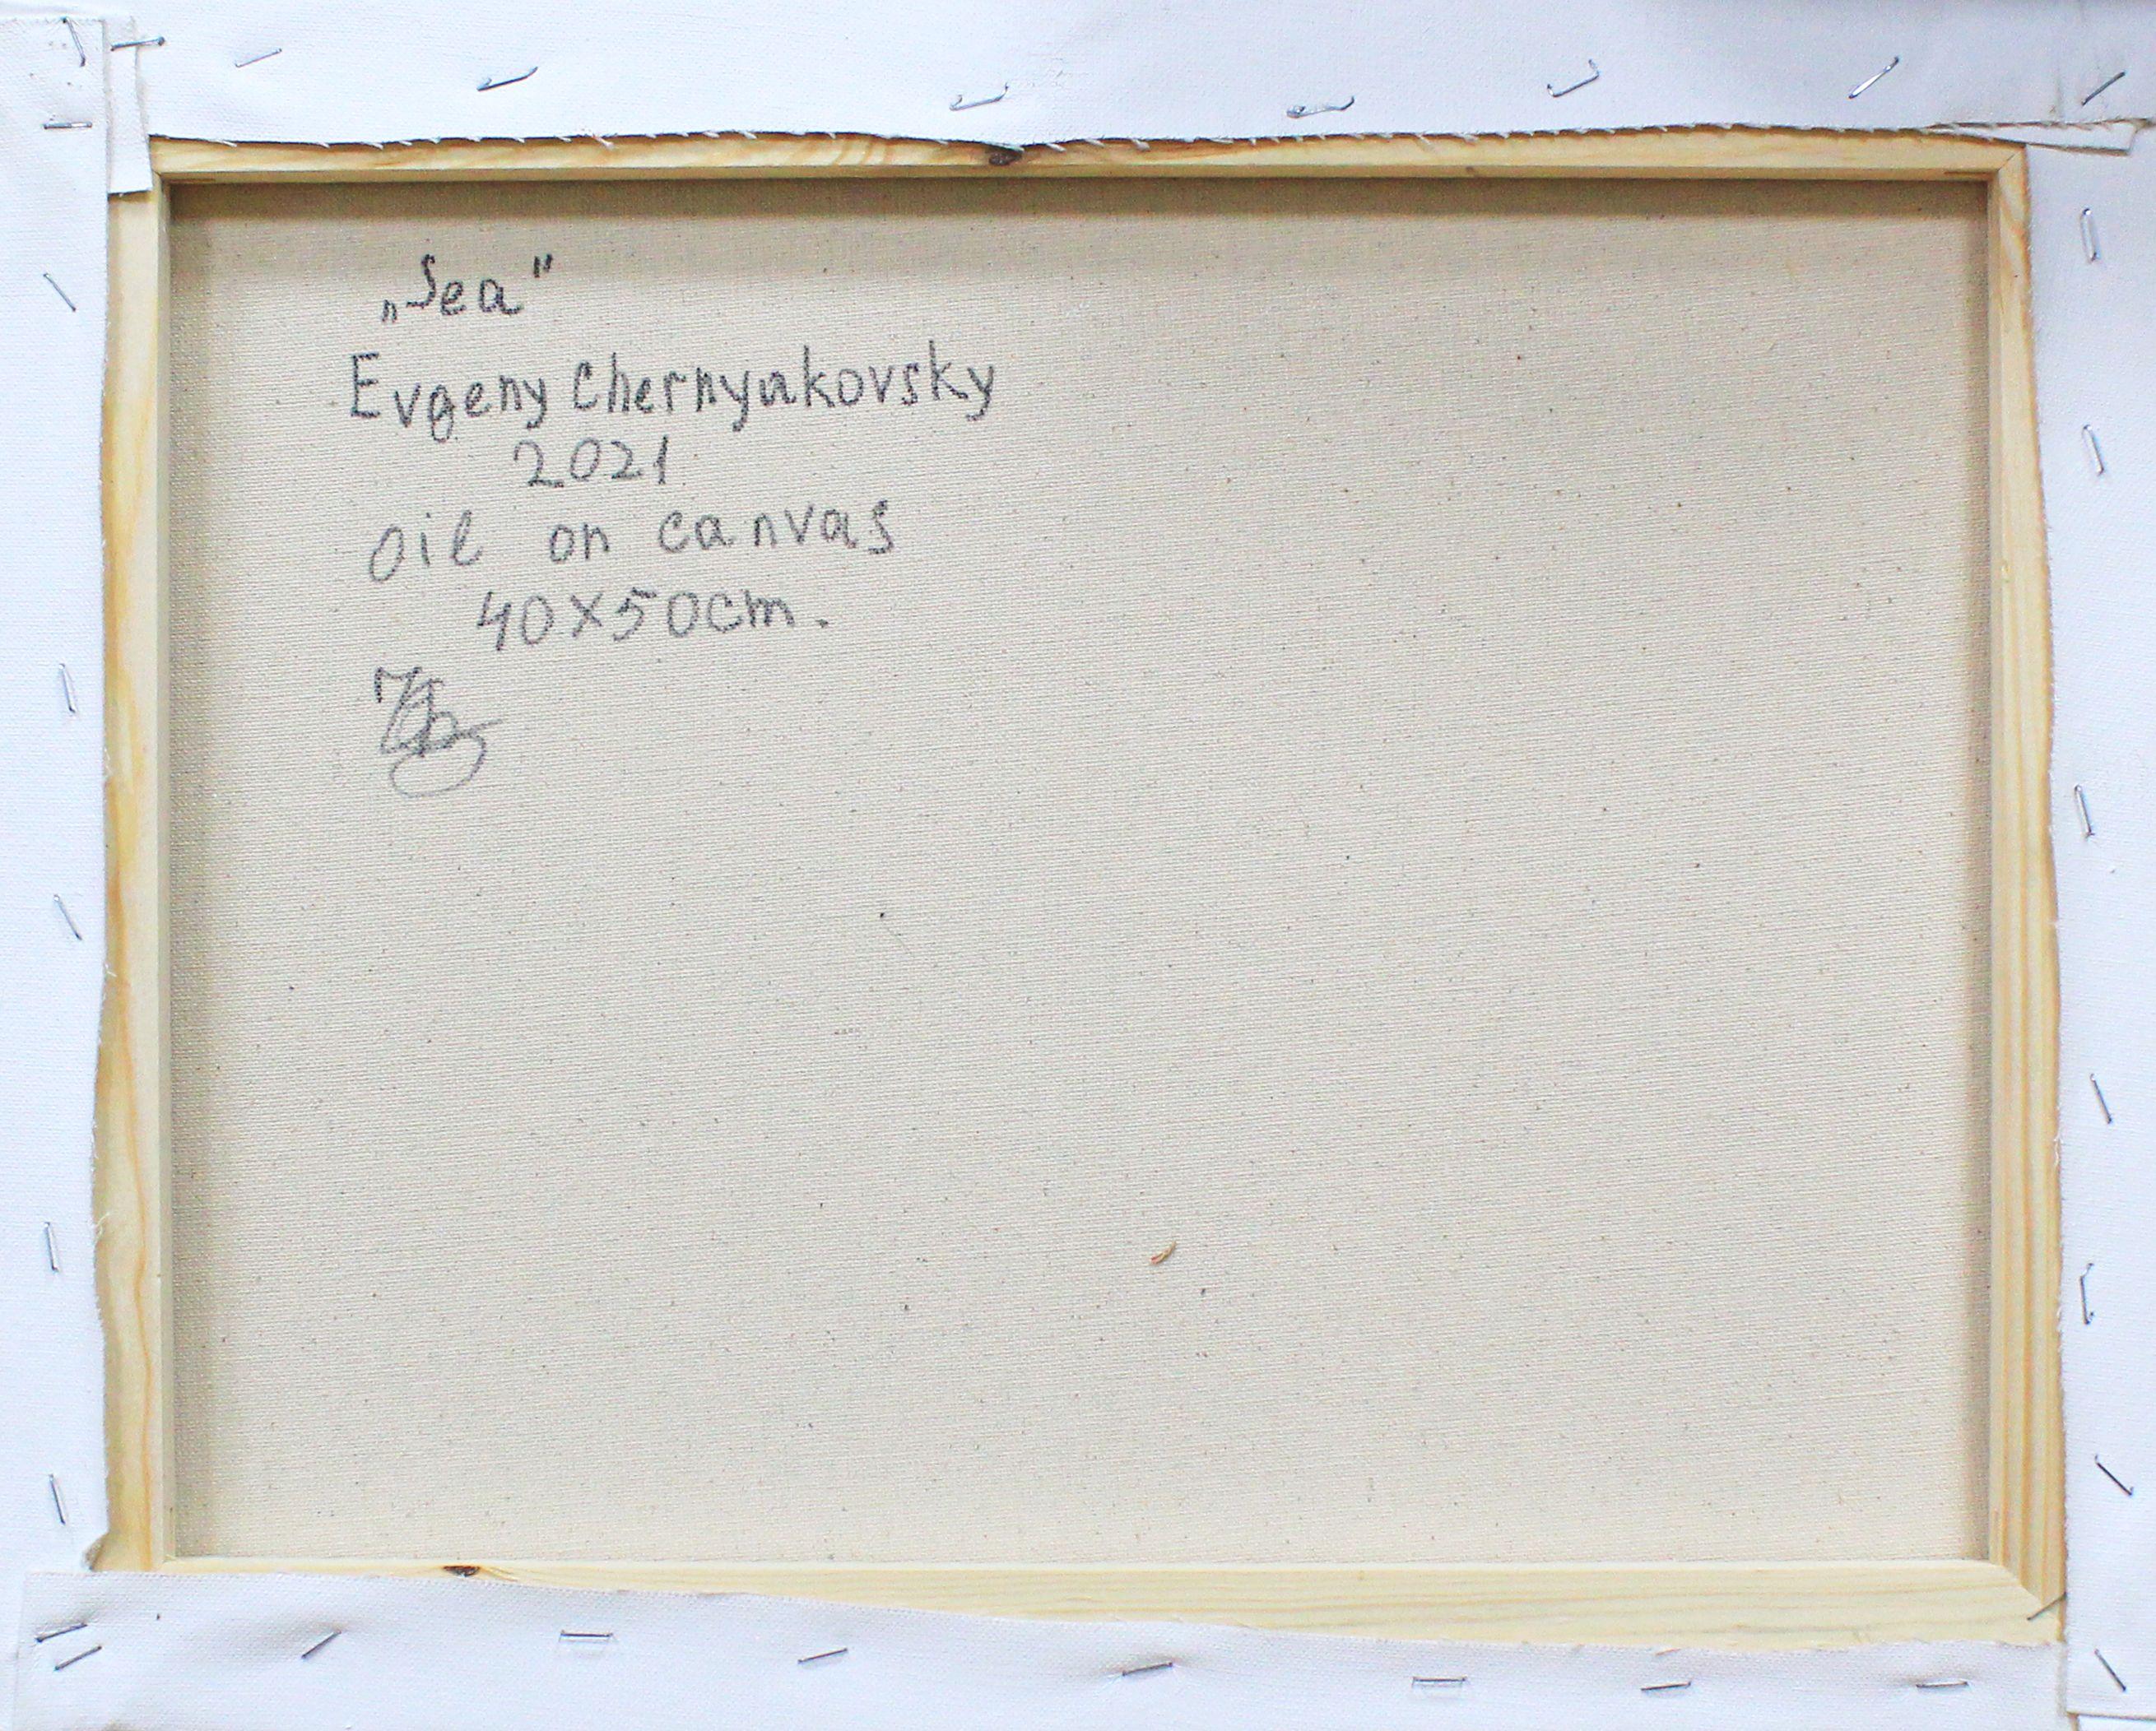 „Sea"
Evgeny Chernyakovsky
2021
Oil on canvas
40x50cm.